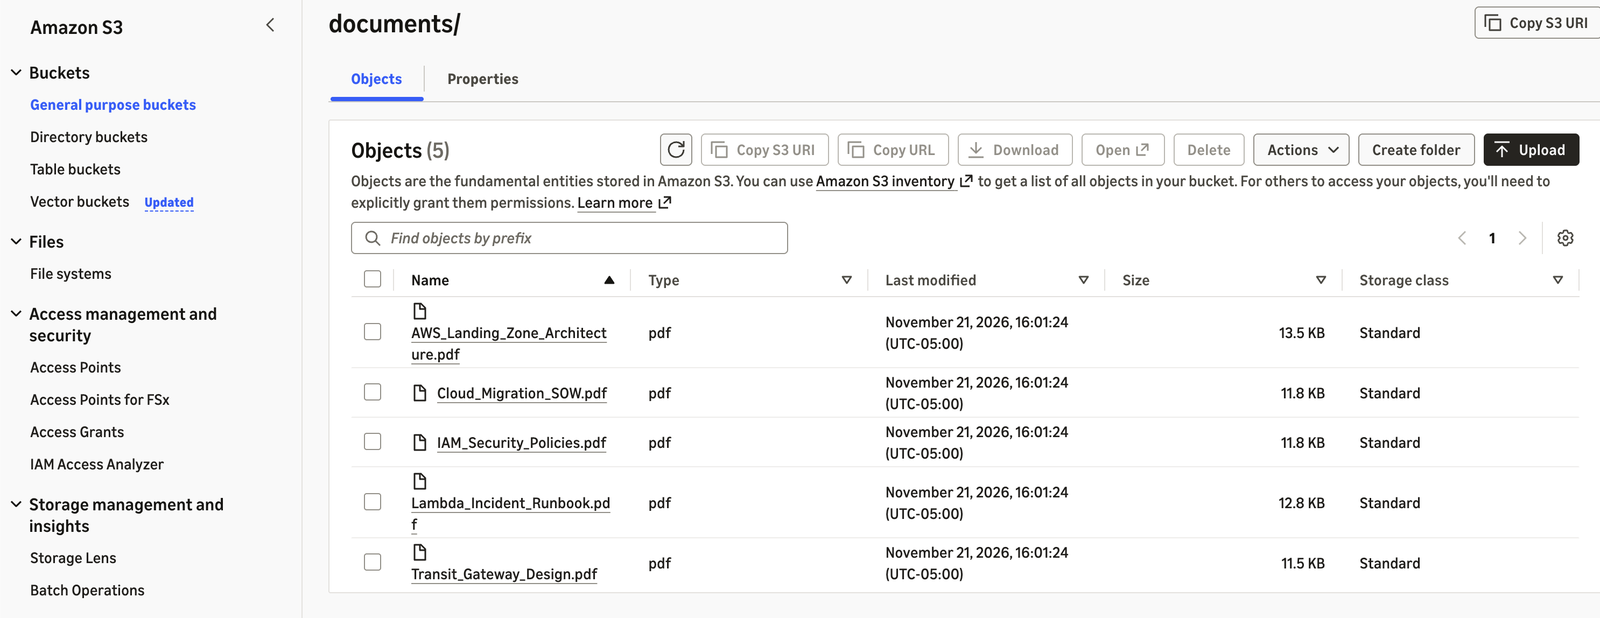 Amazon S3
Buckets
General purpose buckets
Directory buckets
Table buckets
Vector buckets Updated
Files
File systems
Access management and
security
Access Points
Access Points for FSx
Access Grants
IAM Access Analyzer
Storage management and
insights
Storage Lens
Batch Operations
documents/
Copy S3 URI
Objects Properties
Objects (5) Copy S3 URI Copy URL Download Open Delete Actions Create folder Upload
Objects are the fundamental entities stored in Amazon S3. You can use Amazon S3 inventory to get a list of all objects in your bucket. For others to access your objects, you'll need to
explicitly grant them permissions. Learn more
Find objects by prefix
1
Name Type Last modified Size Storage class
AWS_Landing_Zone_Architect
ure.pdf
pdf
November 21, 2026, 16:01:24
(UTC-05:00)
13.5 KB
Standard
Cloud_Migration_SOW.pdf
pdf
November 21, 2026, 16:01:24
(UTC-05:00)
11.8 KB
Standard
IAM_Security_Policies.pdf
pdf
November 21, 2026, 16:01:24
(UTC-05:00)
11.8 KB
Standard
Lambda_Incident_Runbook.pd
f
pdf
November 21, 2026, 16:01:24
(UTC-05:00)
12.8 KB
Standard
Transit_Gateway_Design.pdf
pdf
November 21, 2026, 16:01:24
(UTC-05:00)
11.5 KB
Standard